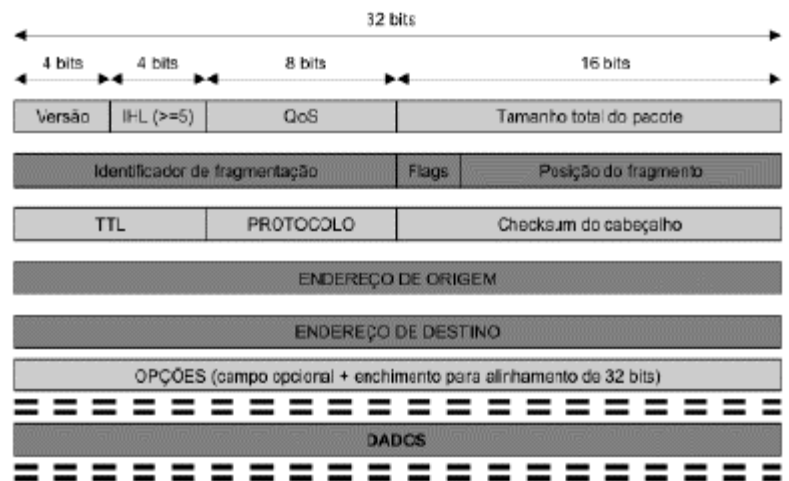 32 bits
4 bits 4 bits 8 bits 16 bits
Versão IHL (>=5) QoS Tamanho total do pacote
Identificador de fragmentação Flags Posição do fragmento
TTL PROTOCOLO Checksum do cabeçalho
ENDEREÇO DE ORIGEM
ENDEREÇO DE DESTINO
OPÇÕES (campo opcional + enchimento para alinhamento de 32 bits)
DADOS